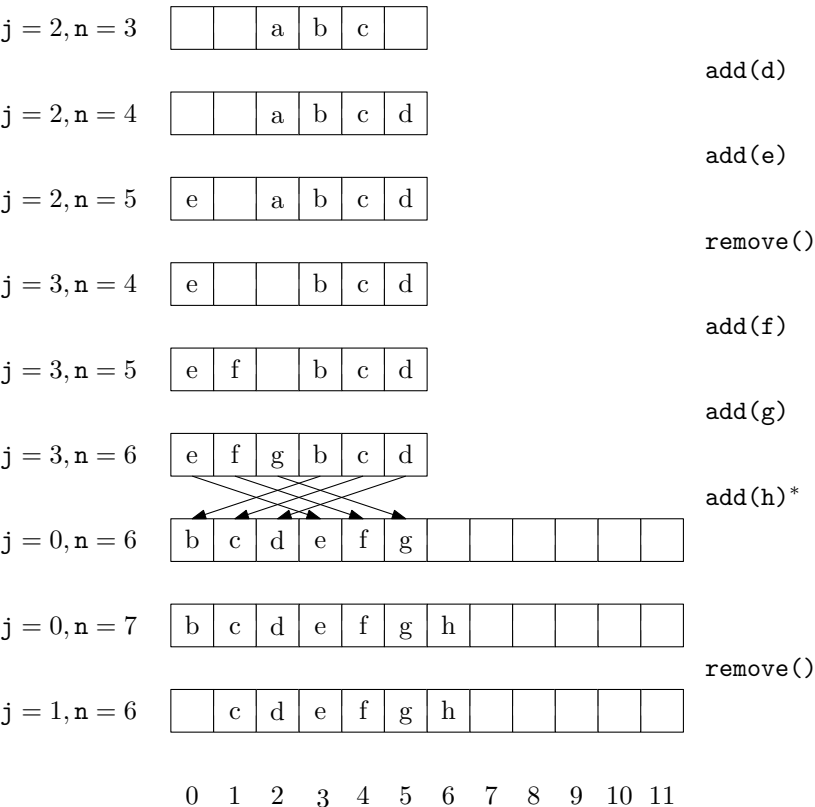 j = 2, n = 3 a b c
add(d)
j = 2, n = 4 a b c d
add(e)
j = 2, n = 5 e a b c d
remove()
j = 3, n = 4 e b c d
add(f)
j = 3, n = 5 e f b c d
add(g)
j = 3, n = 6 e f g b c d
add(h)*
j = 0, n = 6 b c d e f g
j = 0, n = 7 b c d e f g h
remove()
j = 1, n = 6 c d e f g h
0 1 2 3 4 5 6 7 8 9 10 11